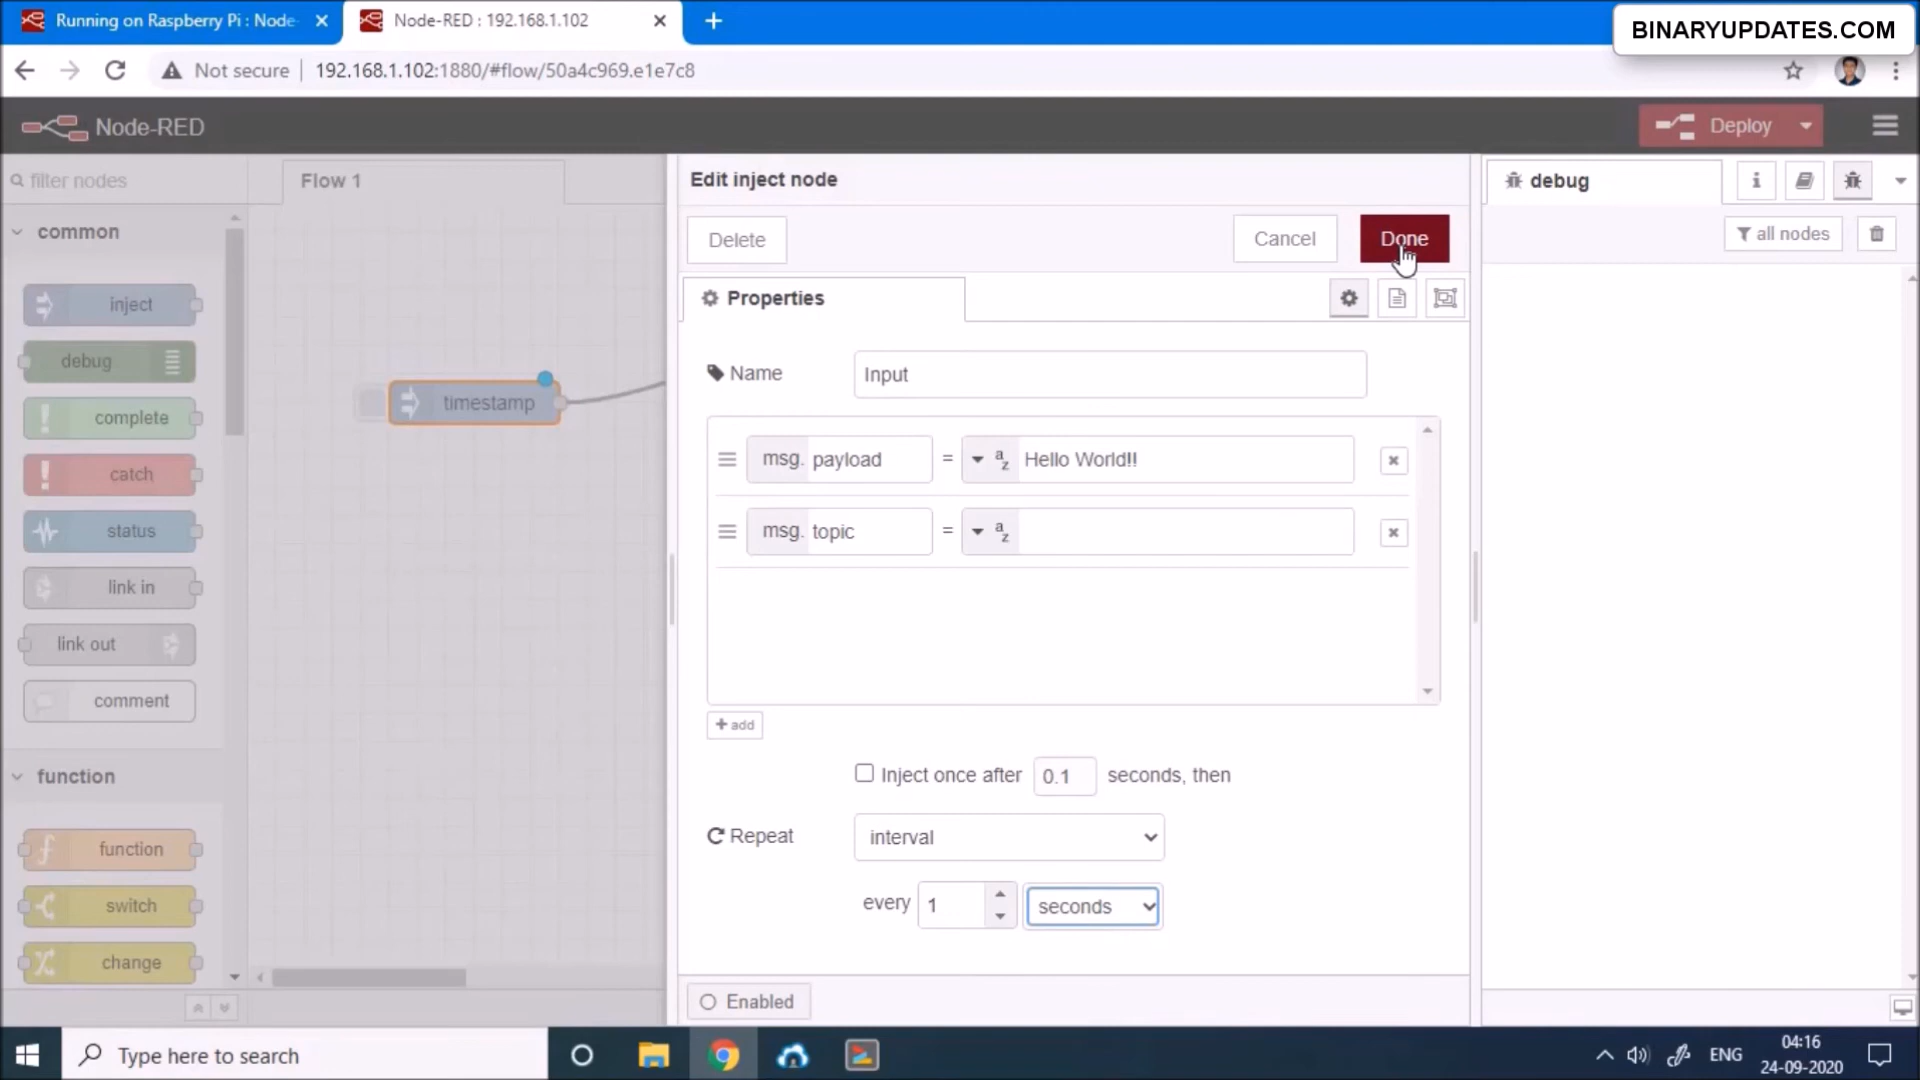 Running on Raspberry Pi : Node-
Node-RED : 192.168.1.102
BINARYUPDATES.COM
Not secure
192.168.1.102:1880/#flow/50a4c969.e1e7c8
Node-RED
Deploy
filter nodes
Flow 1
Edit inject node
debug
Delete
Cancel
Done
all nodes
common
Properties
inject
debug
complete
catch
status
link in
link out
comment
function
function
switch
change
timestamp
Name
Input
msg. payload = az Hello World!!
msg. topic = az
add
Inject once after 0.1 seconds, then
Repeat interval
every 1 seconds
Enabled
Type here to search
ENG
04:16
24-09-2020